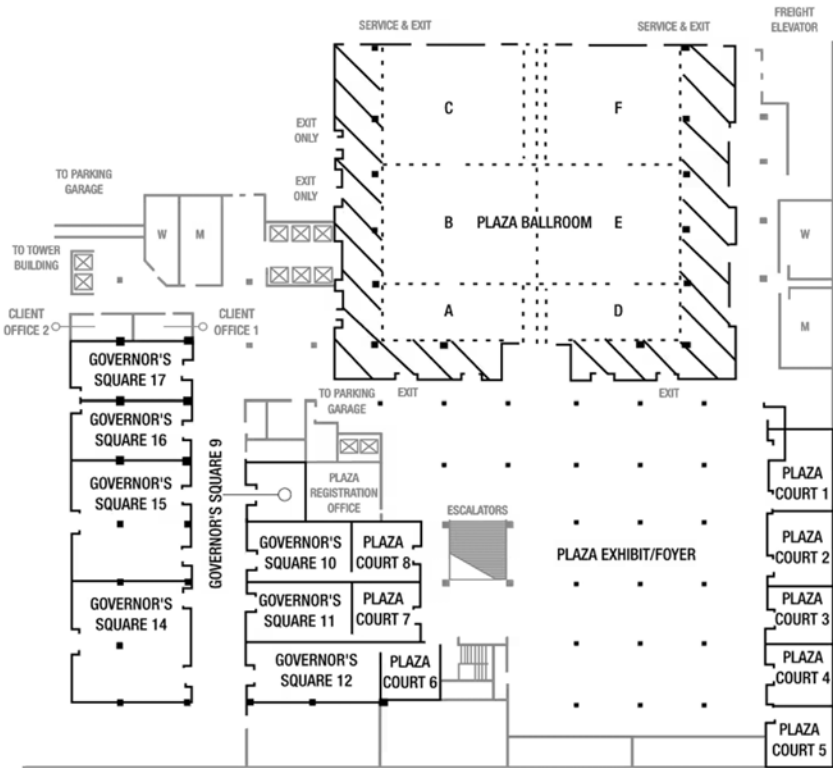 SERVICE & EXIT
SERVICE & EXIT
FREIGHT
ELEVATOR
C
F
EXIT
ONLY
TO PARKING
GARAGE
EXIT
ONLY
W
M
B
PLAZA BALLROOM
E
W
TO TOWER
BUILDING
CLIENT
OFFICE 2
CLIENT
OFFICE 1
A
D
M
GOVERNOR'S
SQUARE 17
TO PARKING
GARAGE
EXIT
EXIT
GOVERNOR'S
SQUARE 16
GOVERNOR'S
SQUARE 15
GOVERNOR'S SQUARE 9
PLAZA
REGISTRATION
OFFICE
PLAZA
COURT 1
ESCALATORS
GOVERNOR'S
SQUARE 10
PLAZA
COURT 8
PLAZA EXHIBIT/FOYER
PLAZA
COURT 2
GOVERNOR'S
SQUARE 14
GOVERNOR'S
SQUARE 11
PLAZA
COURT 7
PLAZA
COURT 3
GOVERNOR'S
SQUARE 12
PLAZA
COURT 6
PLAZA
COURT 4
PLAZA
COURT 5